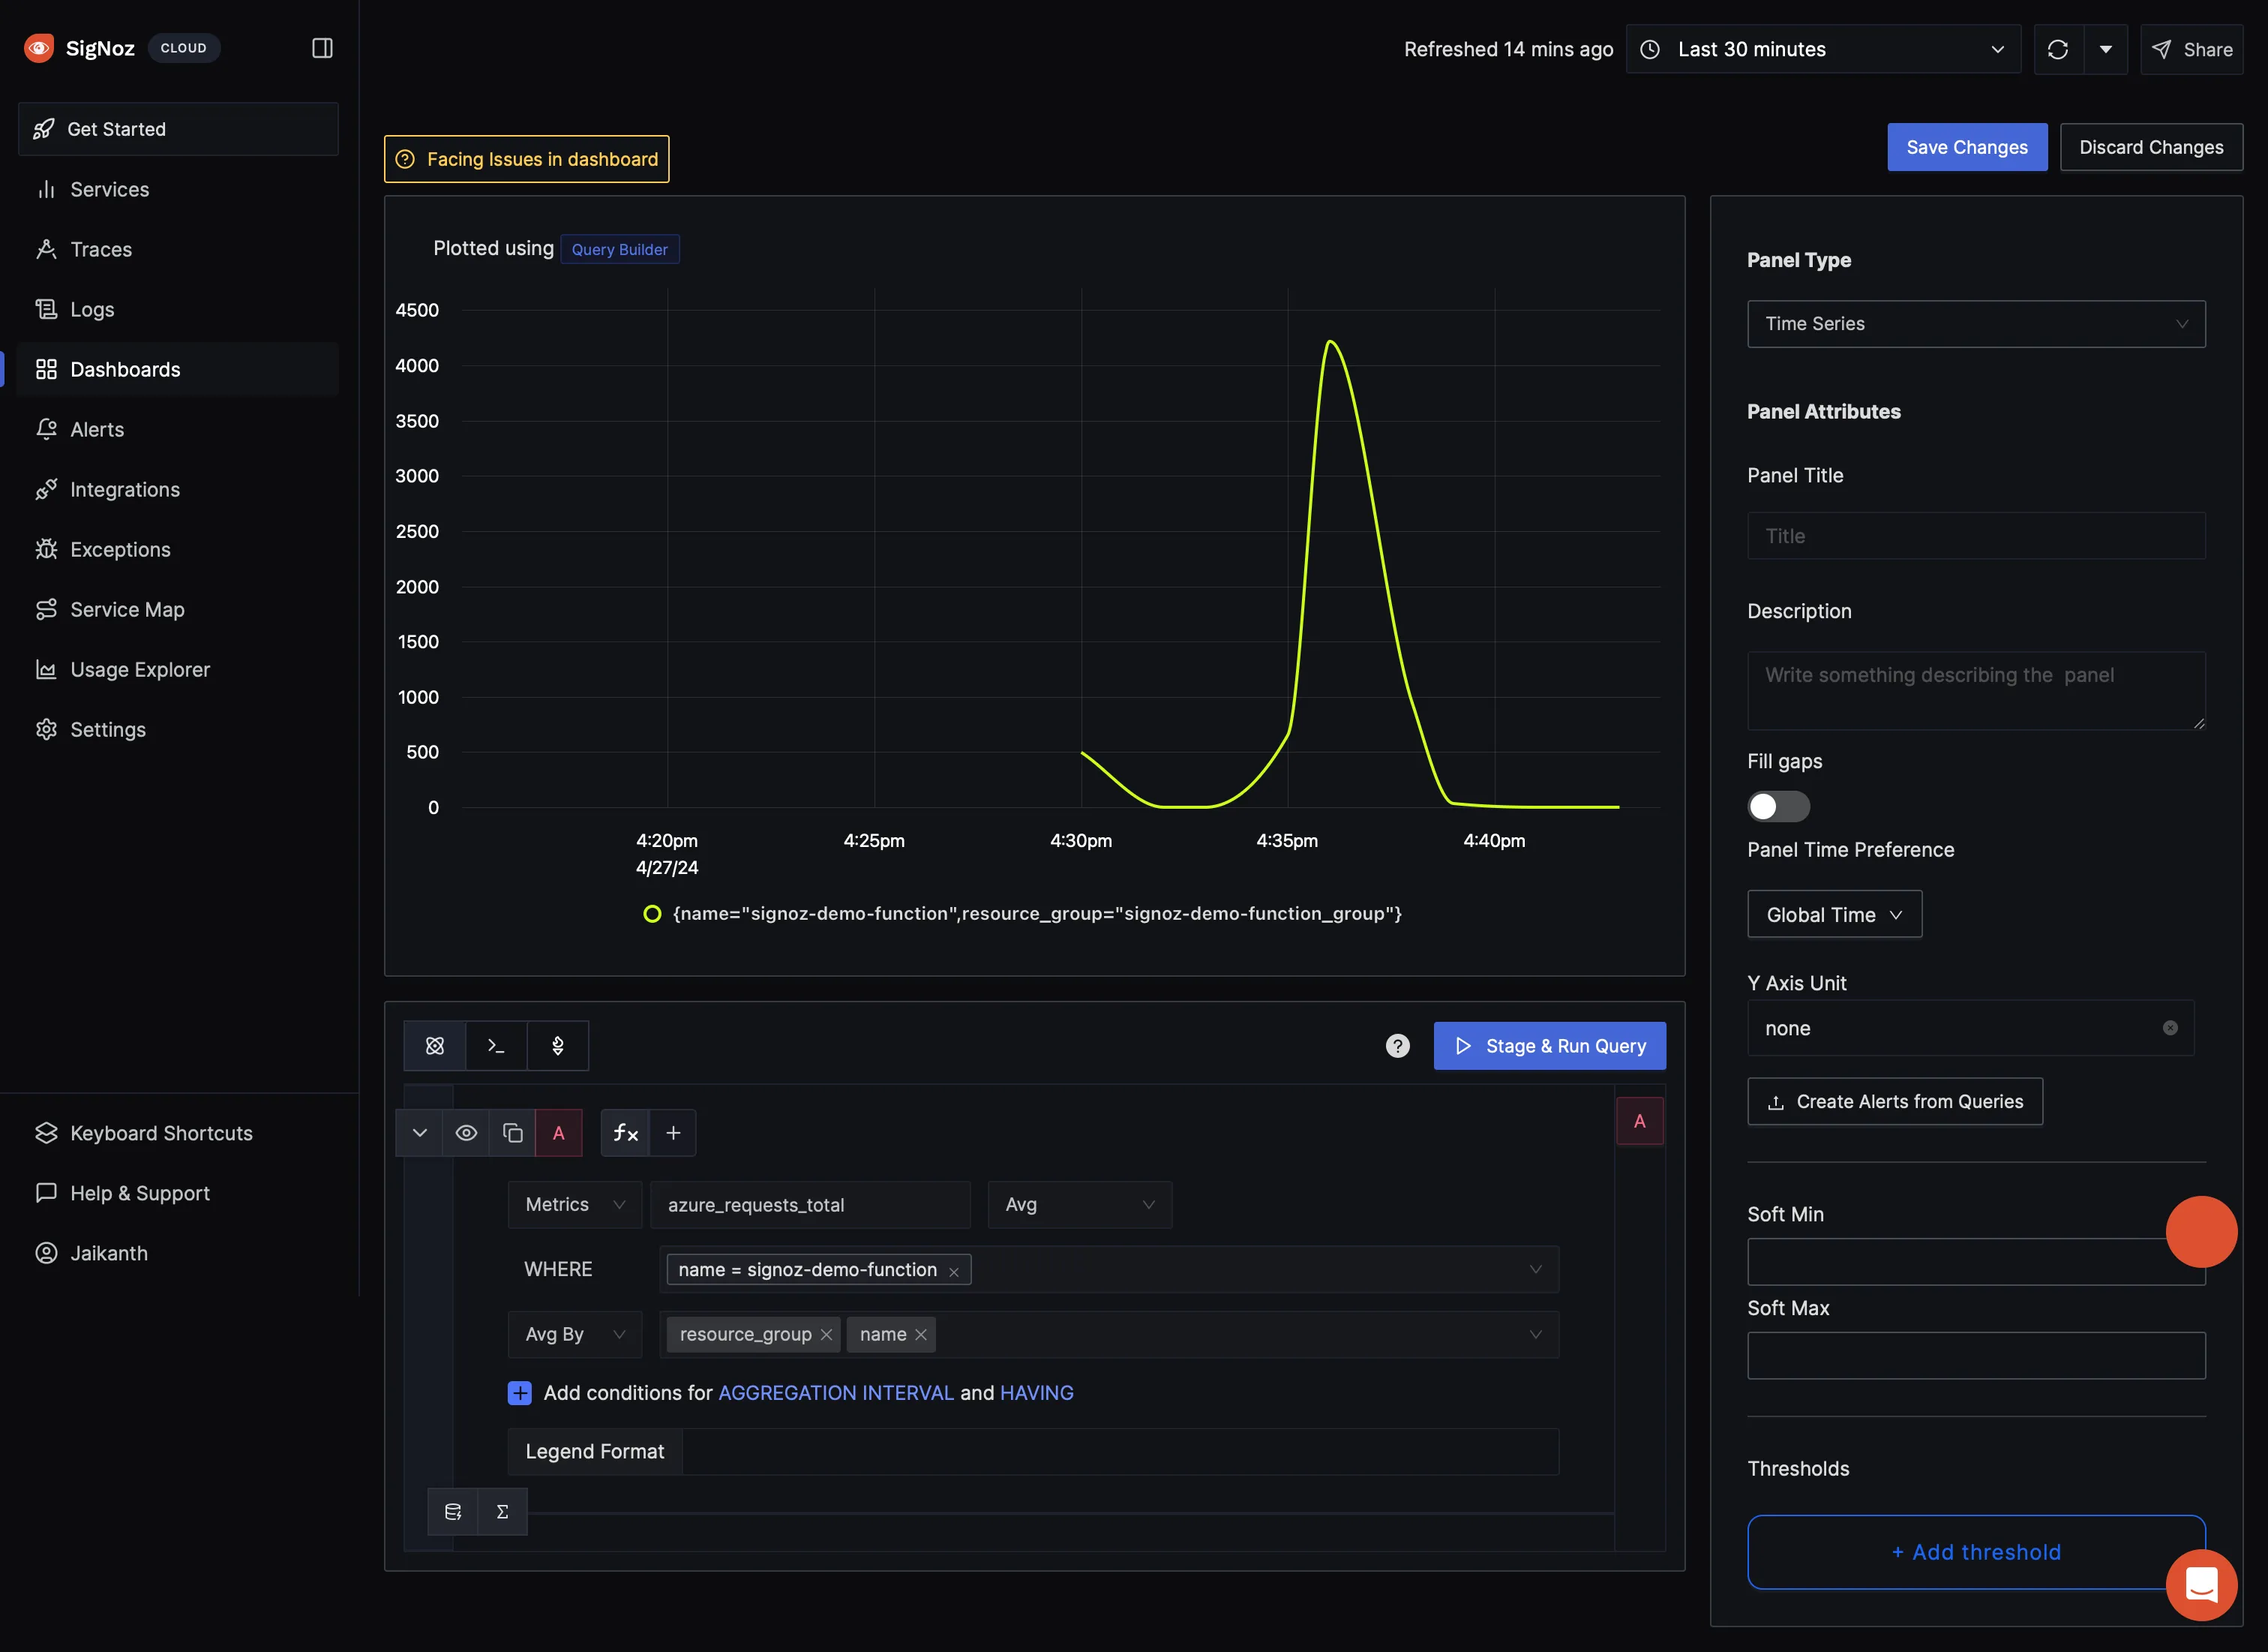 SigNoz CLOUD
Get Started
Services
Traces
Logs
Dashboards
Alerts
Integrations
Exceptions
Service Map
Usage Explorer
Settings
Keyboard Shortcuts
Help & Support
Jaikanth
Refreshed 14 mins ago Last 30 minutes Share
Facing Issues in dashboard
Save Changes Discard Changes
Plotted using Query Builder
4500
4000
3500
3000
2500
2000
1500
1000
500
0
4:20pm 4:25pm 4:30pm 4:35pm 4:40pm
4/27/24
{name="signoz-demo-function",resource_group="signoz-demo-function_group"}
? Stage & Run Query
A fx + A
Metrics azure_requests_total Avg
WHERE name = signoz-demo-function
Avg By resource_group name
Add conditions for AGGREGATION INTERVAL and HAVING
Legend Format
Σ
Panel Type
Time Series
Panel Attributes
Panel Title
Title
Description
Write something describing the  panel
Fill gaps
Panel Time Preference
Global Time
Y Axis Unit
none
Create Alerts from Queries
Soft Min
Soft Max
Thresholds
+ Add threshold